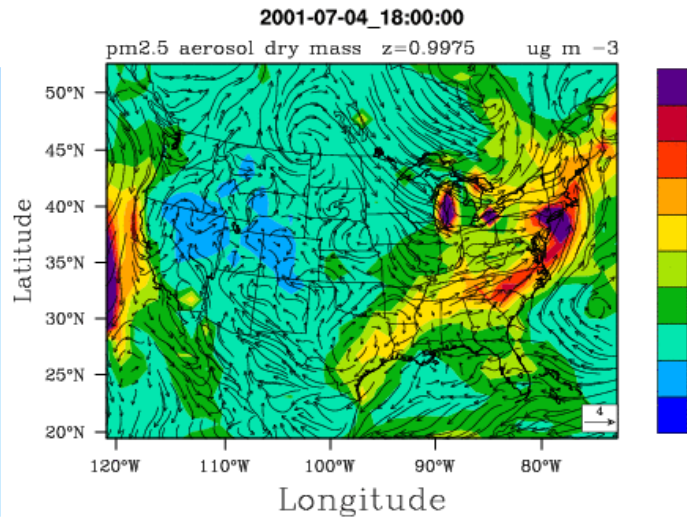 2001-07-04_18:00:00
pm2.5 aerosol dry mass z=0.9975 ug m -3
50°N
45°N
40°N
35°N
30°N
25°N
20°N
Latitude
4
120°W 110°W 100°W 90°W 80°W
Longitude